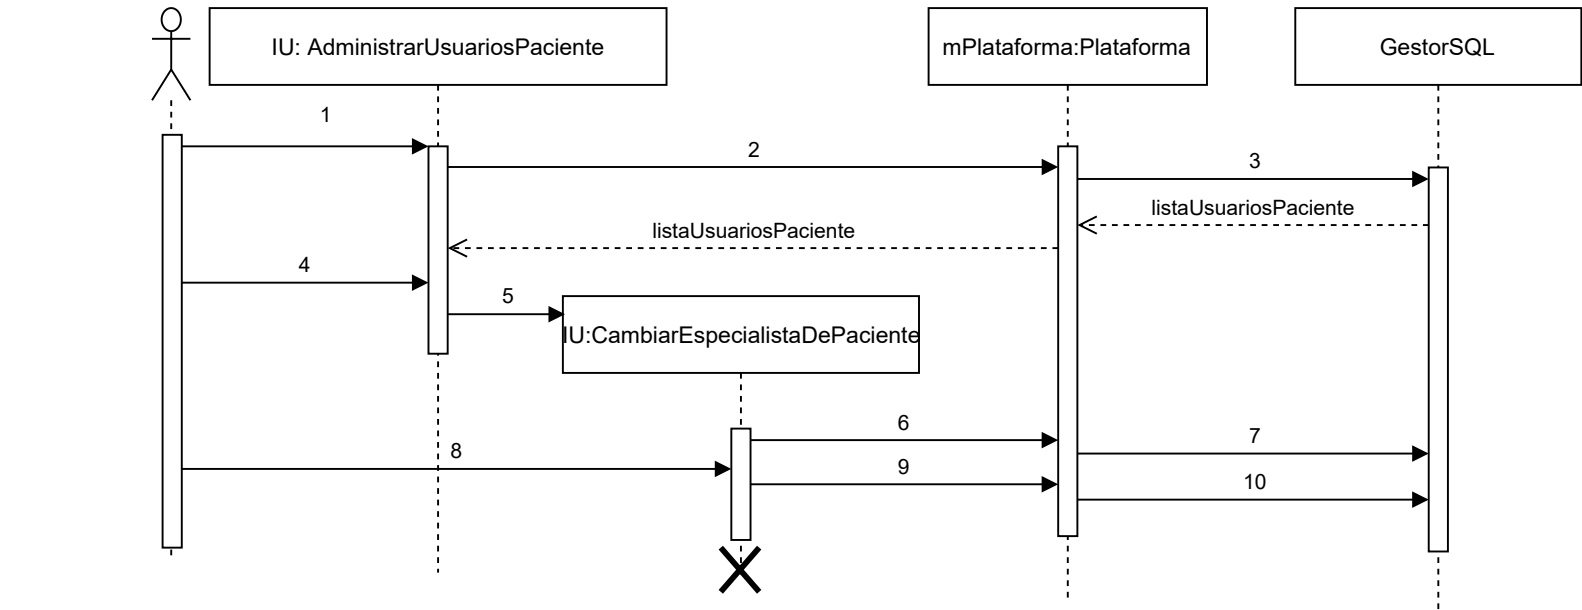 IU: AdministrarUsuariosPaciente
mPlataforma:Plataforma
GestorSQL
1
2
3
listaUsuariosPaciente
listaUsuariosPaciente
4
5
IU:CambiarEspecialistaDePaciente
6
7
8
9
10